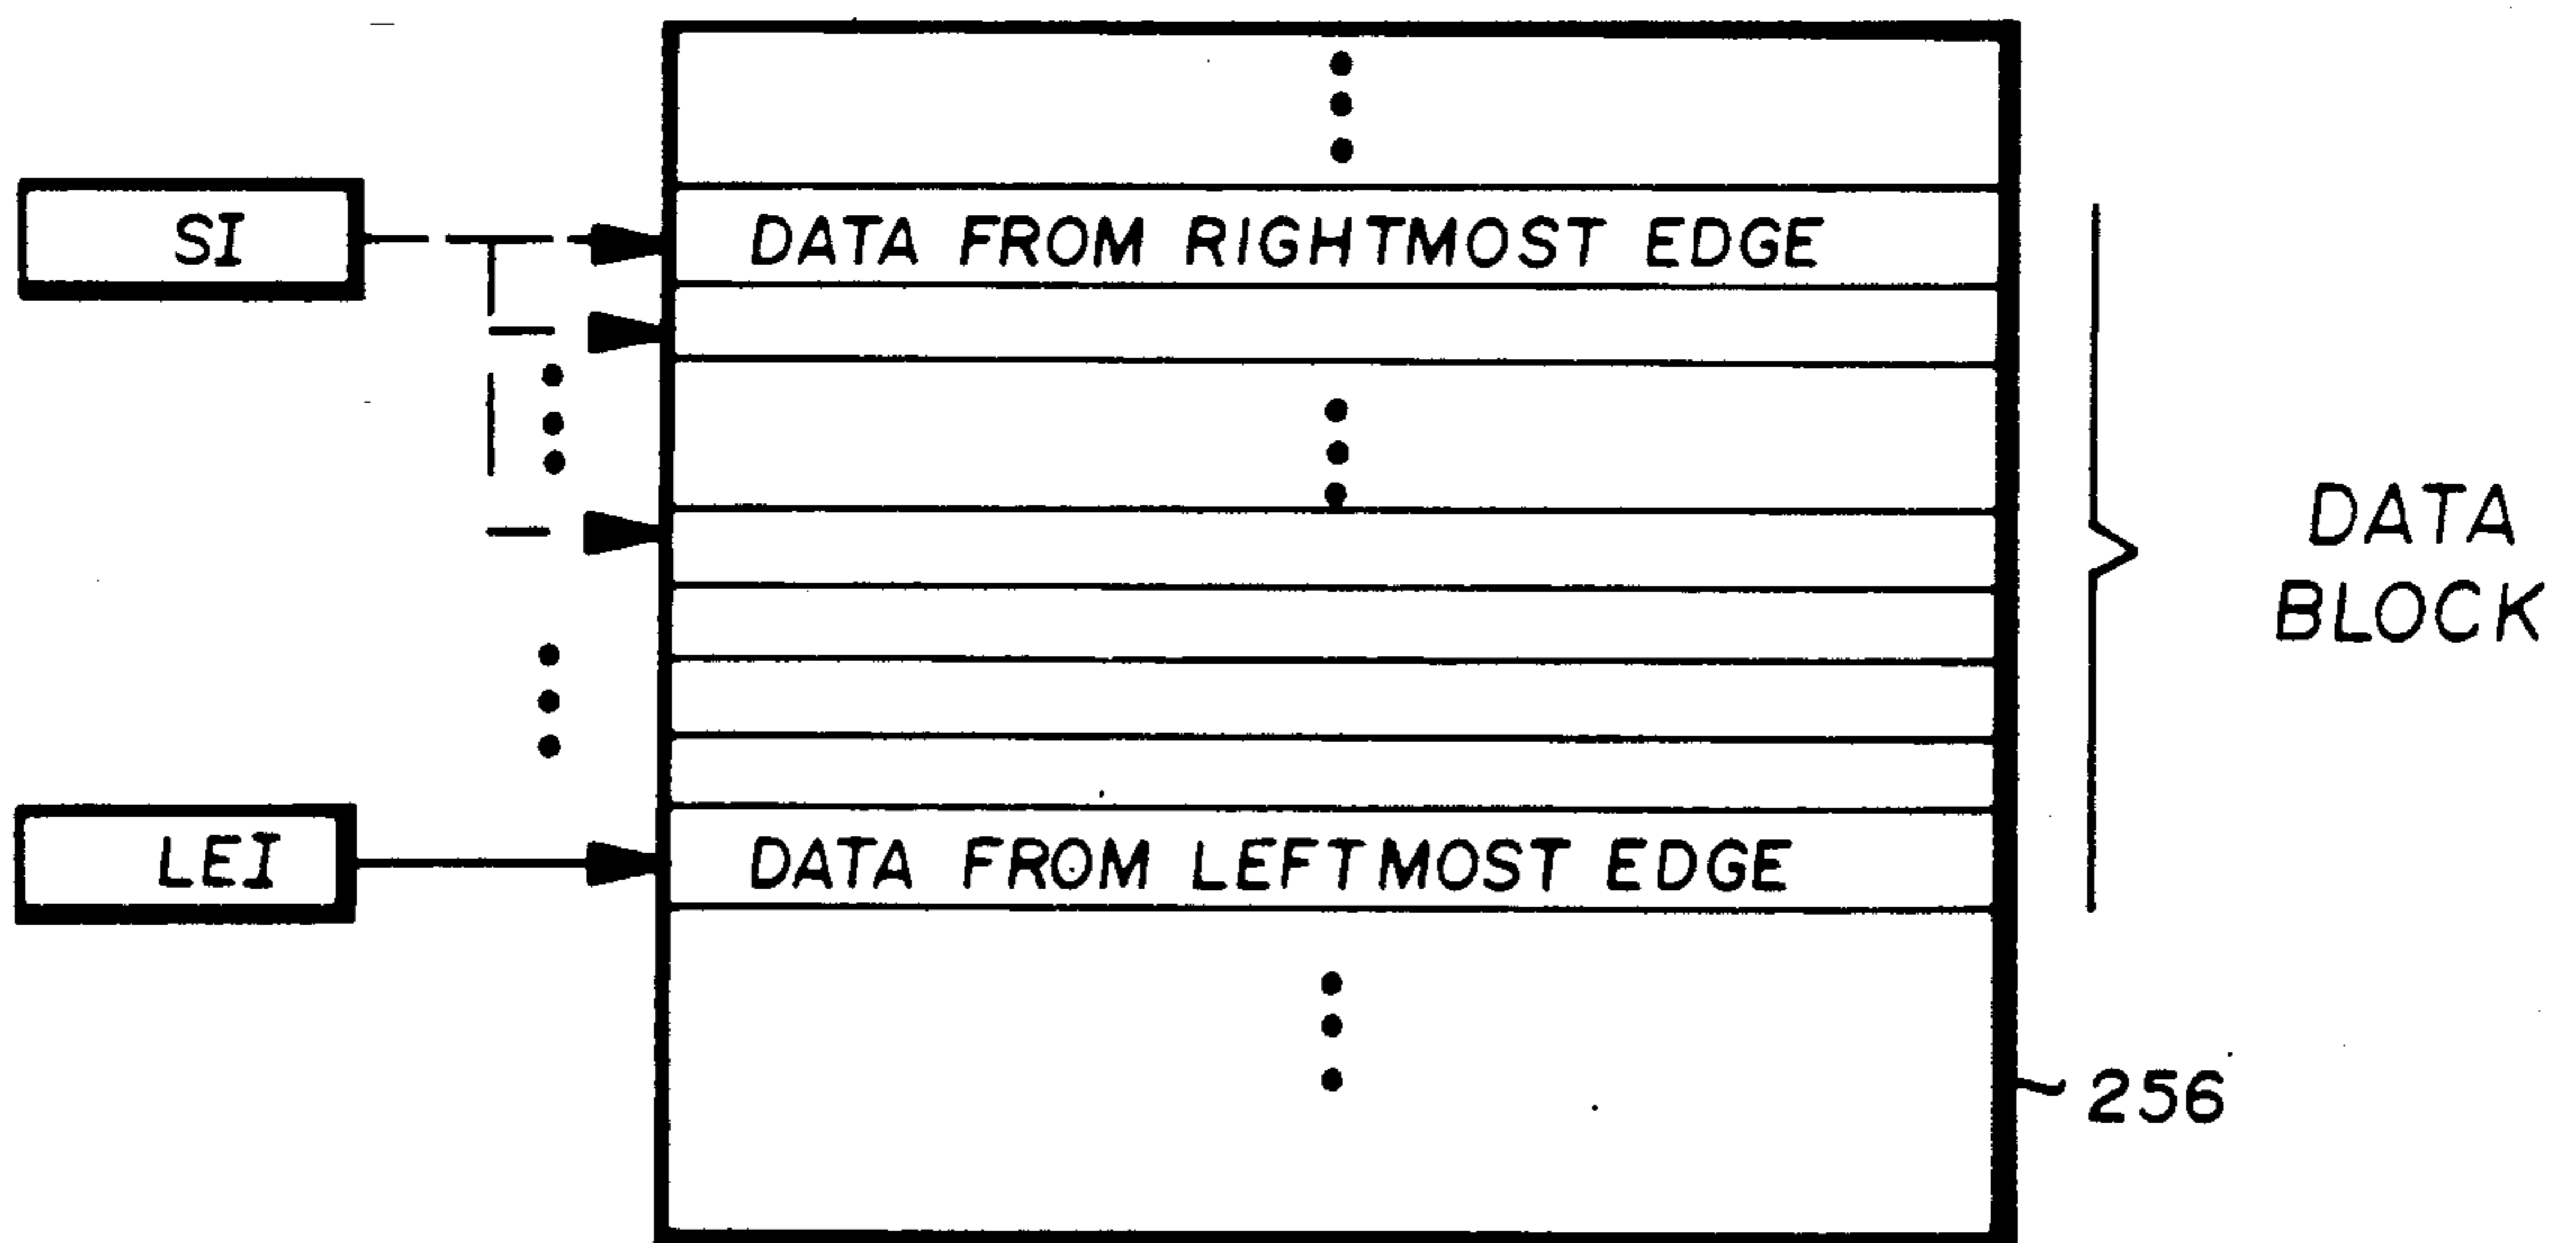 SI
DATA FROM RIGHTMOST EDGE
DATA
BLOCK
LEI
DATA FROM LEFTMOST EDGE
256